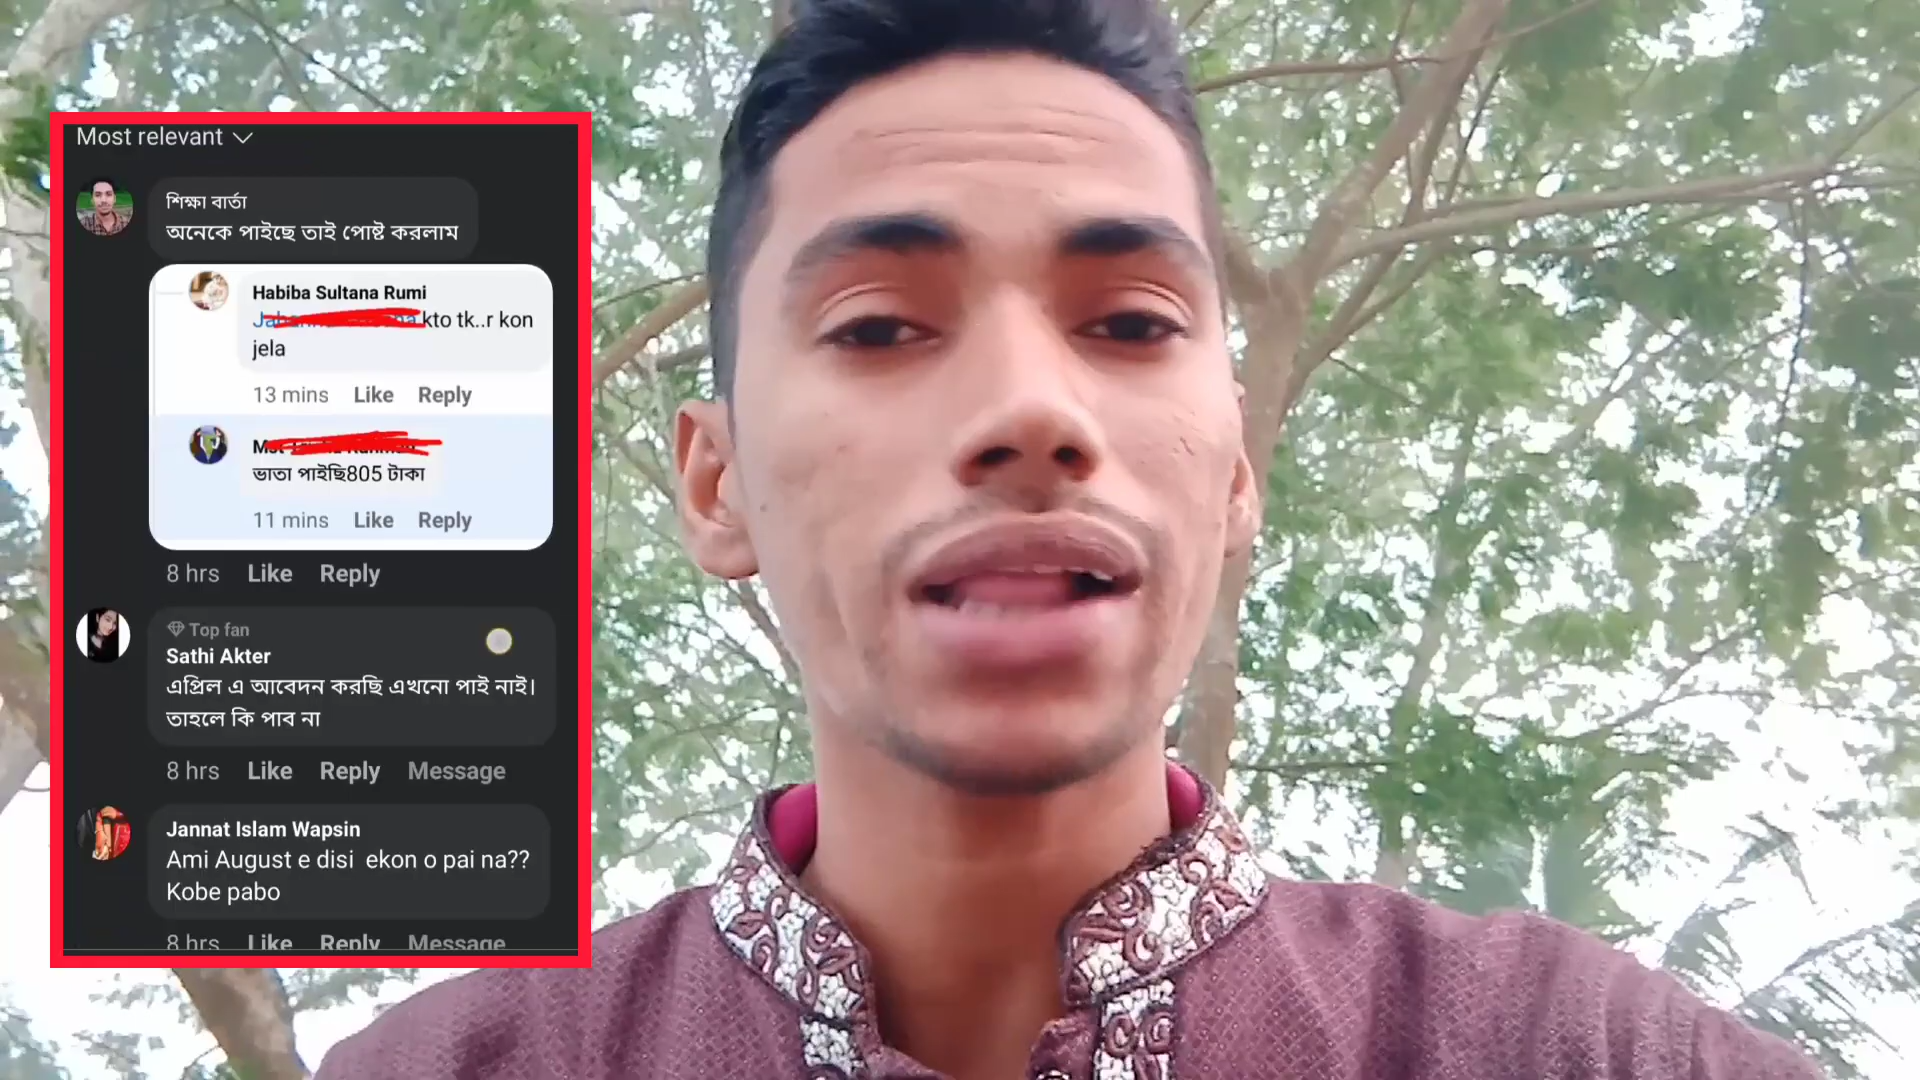 Most relevant
শিক্ষা বার্তা
অনেকে পাইছে তাই পোষ্ট করলাম
Habiba Sultana Rumi
kto tk..r kon
jela
13 mins Like Reply
ভাতা পাইছি805 টাকা
11 mins Like Reply
8 hrs Like Reply
Top fan
Sathi Akter
এপ্রিল এ আবেদন করছি এখনো পাই নাই।
তাহলে কি পাব না
8 hrs Like Reply Message
Jannat Islam Wapsin
Ami August e disi ekon o pai na??
Kobe pabo
8 hrs Like Reply Message